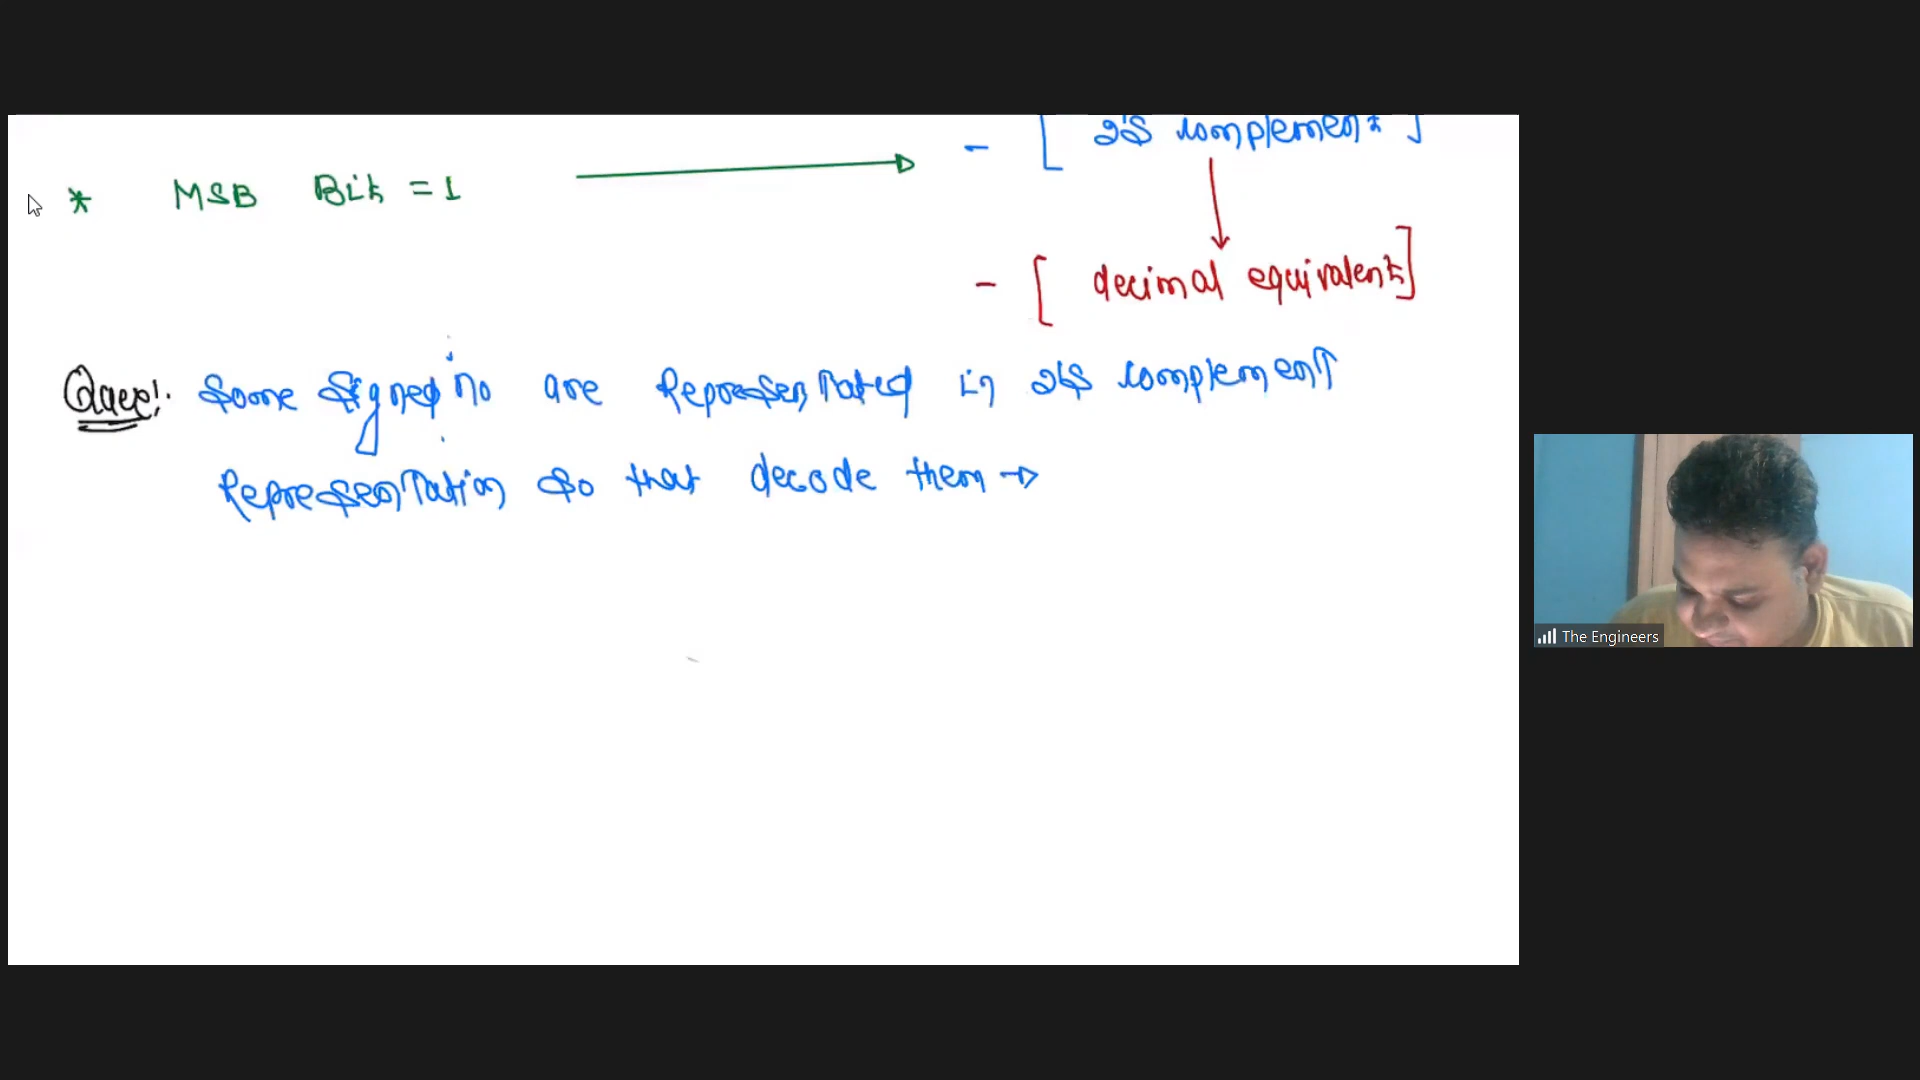 - [ 2's complement ]
* MSB Bit = 1
- [ decimal equivalent ]
Ques!. Some Signed no are Represented in 2's complement
Representation so that decode them →
The Engineers